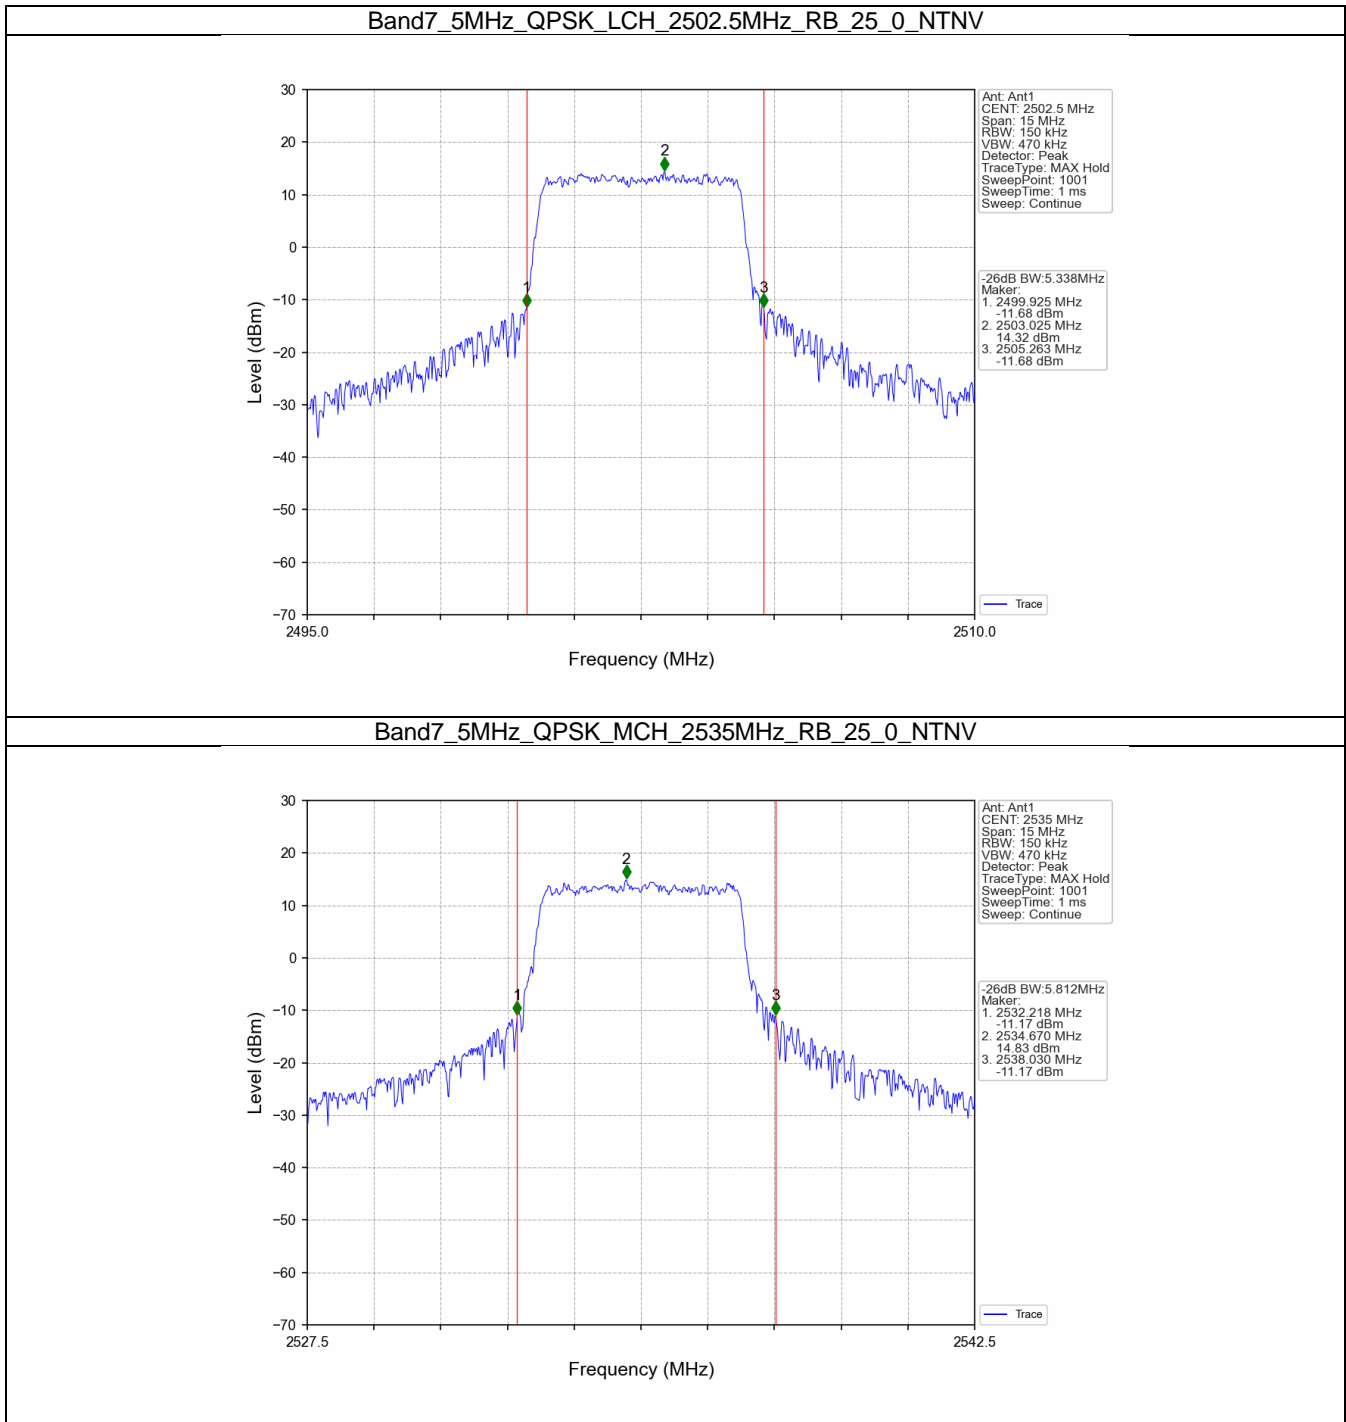 Band7_5MHz_QPSK_LCH_2502.5MHz_RB_25_0_NTNV
30
20
10
0
−10
−20
−30
−40
−50
−60
−70
Level (dBm)
2495.0
2510.0
Frequency (MHz)
1
2
3
Ant: Ant1
CENT: 2502.5 MHz
Span: 15 MHz
RBW: 150 kHz
VBW: 470 kHz
Detector: Peak
TraceType: MAX Hold
SweepPoint: 1001
SweepTime: 1 ms
Sweep: Continue
-26dB BW:5.338MHz
Maker:
1. 2499.925 MHz
-11.68 dBm
2. 2503.025 MHz
14.32 dBm
3. 2505.263 MHz
-11.68 dBm
Trace
Band7_5MHz_QPSK_MCH_2535MHz_RB_25_0_NTNV
30
20
10
0
−10
−20
−30
−40
−50
−60
−70
Level (dBm)
2527.5
2542.5
Frequency (MHz)
1
2
3
Ant: Ant1
CENT: 2535 MHz
Span: 15 MHz
RBW: 150 kHz
VBW: 470 kHz
Detector: Peak
TraceType: MAX Hold
SweepPoint: 1001
SweepTime: 1 ms
Sweep: Continue
-26dB BW:5.812MHz
Maker:
1. 2532.218 MHz
-11.17 dBm
2. 2534.670 MHz
14.83 dBm
3. 2538.030 MHz
-11.17 dBm
Trace